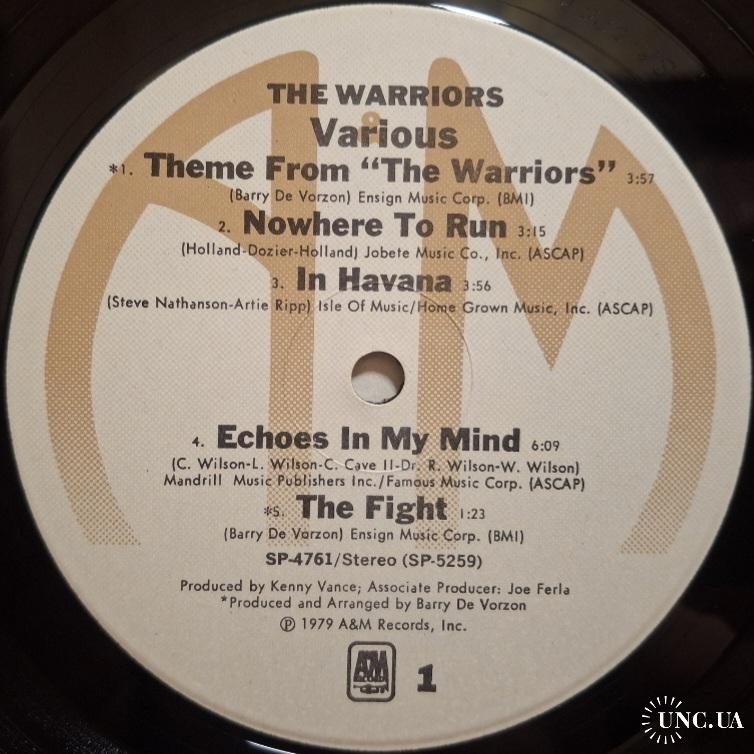 THE WARRIORS
Various
*1. Theme From “The Warriors” 3:57
(Barry De Vorzon) Ensign Music Corp. (BMI)
2. Nowhere To Run 3:15
(Holland-Dozier-Holland) Jobete Music Co., Inc. (ASCAP)
3. In Havana 3:56
(Steve Nathanson-Artie Ripp) Isle Of Music/Home Grown Music, Inc. (ASCAP)
4. Echoes In My Mind 6:09
(C. Wilson-L. Wilson-C. Cave II-Dr. R. Wilson-W. Wilson)
Mandrill Music Publishers Inc./Famous Music Corp. (ASCAP)
*5. The Fight 1:23
(Barry De Vorzon) Ensign Music Corp. (BMI)
SP-4761/Stereo (SP-5259)
Produced by Kenny Vance; Associate Producer: Joe Ferla
*Produced and Arranged by Barry De Vorzon
℗ 1979 A&M Records, Inc.
A&M RECORDS 1
UNC.UA